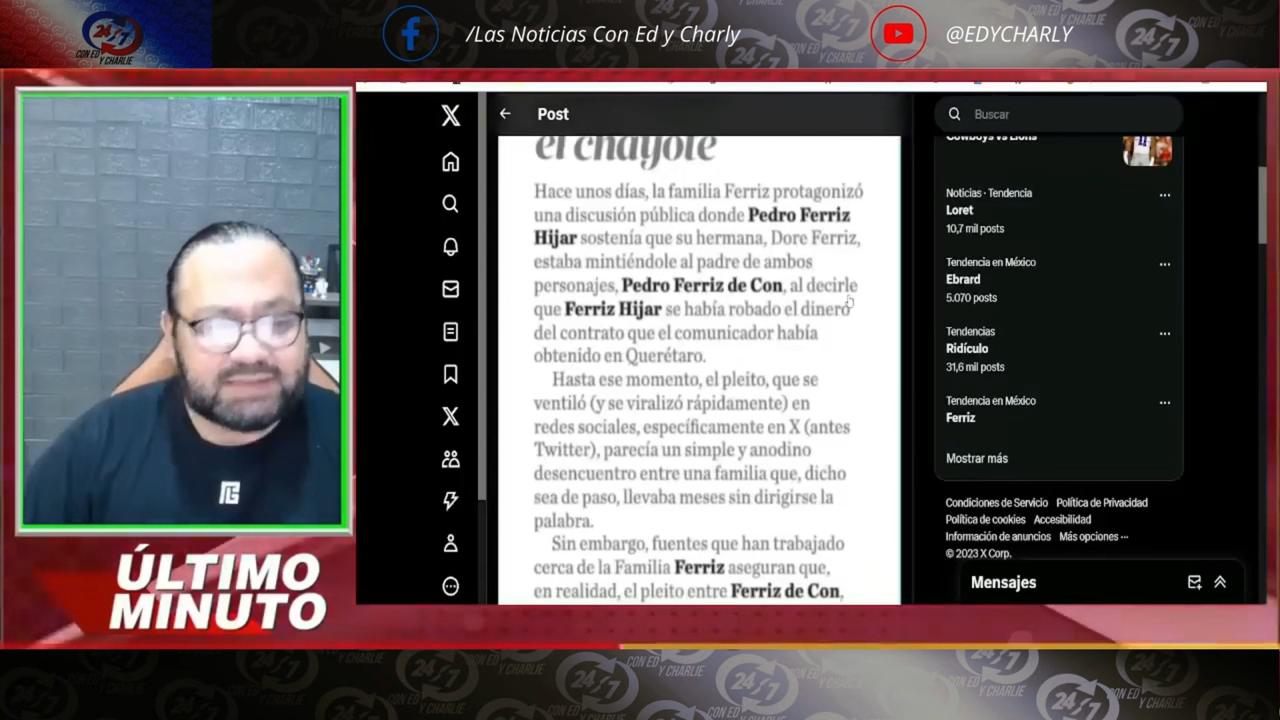 24/7
CON ED Y CHARLIE
/Las Noticias Con Ed y Charly
@EDYCHARLY
ÚLTIMO
MINUTO
Post
el chayote
Hace unos días, la familia Ferriz protagonizó
una discusión pública donde Pedro Ferriz
Hijar sostenía que su hermana, Dore Ferriz,
estaba mintiéndole al padre de ambos
personajes, Pedro Ferriz de Con, al decirle
que Ferriz Hijar se había robado el dinero
del contrato que el comunicador había
obtenido en Querétaro.
Hasta ese momento, el pleito, que se
ventiló (y se viralizó rápidamente) en
redes sociales, específicamente en X (antes
Twitter), parecía un simple y anodino
desencuentro entre una familia que, dicho
sea de paso, llevaba meses sin dirigirse la
palabra.
Sin embargo, fuentes que han trabajado
cerca de la Familia Ferriz aseguran que,
en realidad, el pleito entre Ferriz de Con,
Buscar
Cowboys vs Lions
Noticias · Tendencia
Loret
10,7 mil posts
Tendencia en México
Ebrard
5.070 posts
Tendencias
Ridículo
31,6 mil posts
Tendencia en México
Ferriz
Mostrar más
Condiciones de Servicio Política de Privacidad
Política de cookies Accesibilidad
Información de anuncios Más opciones ···
© 2023 X Corp.
Mensajes